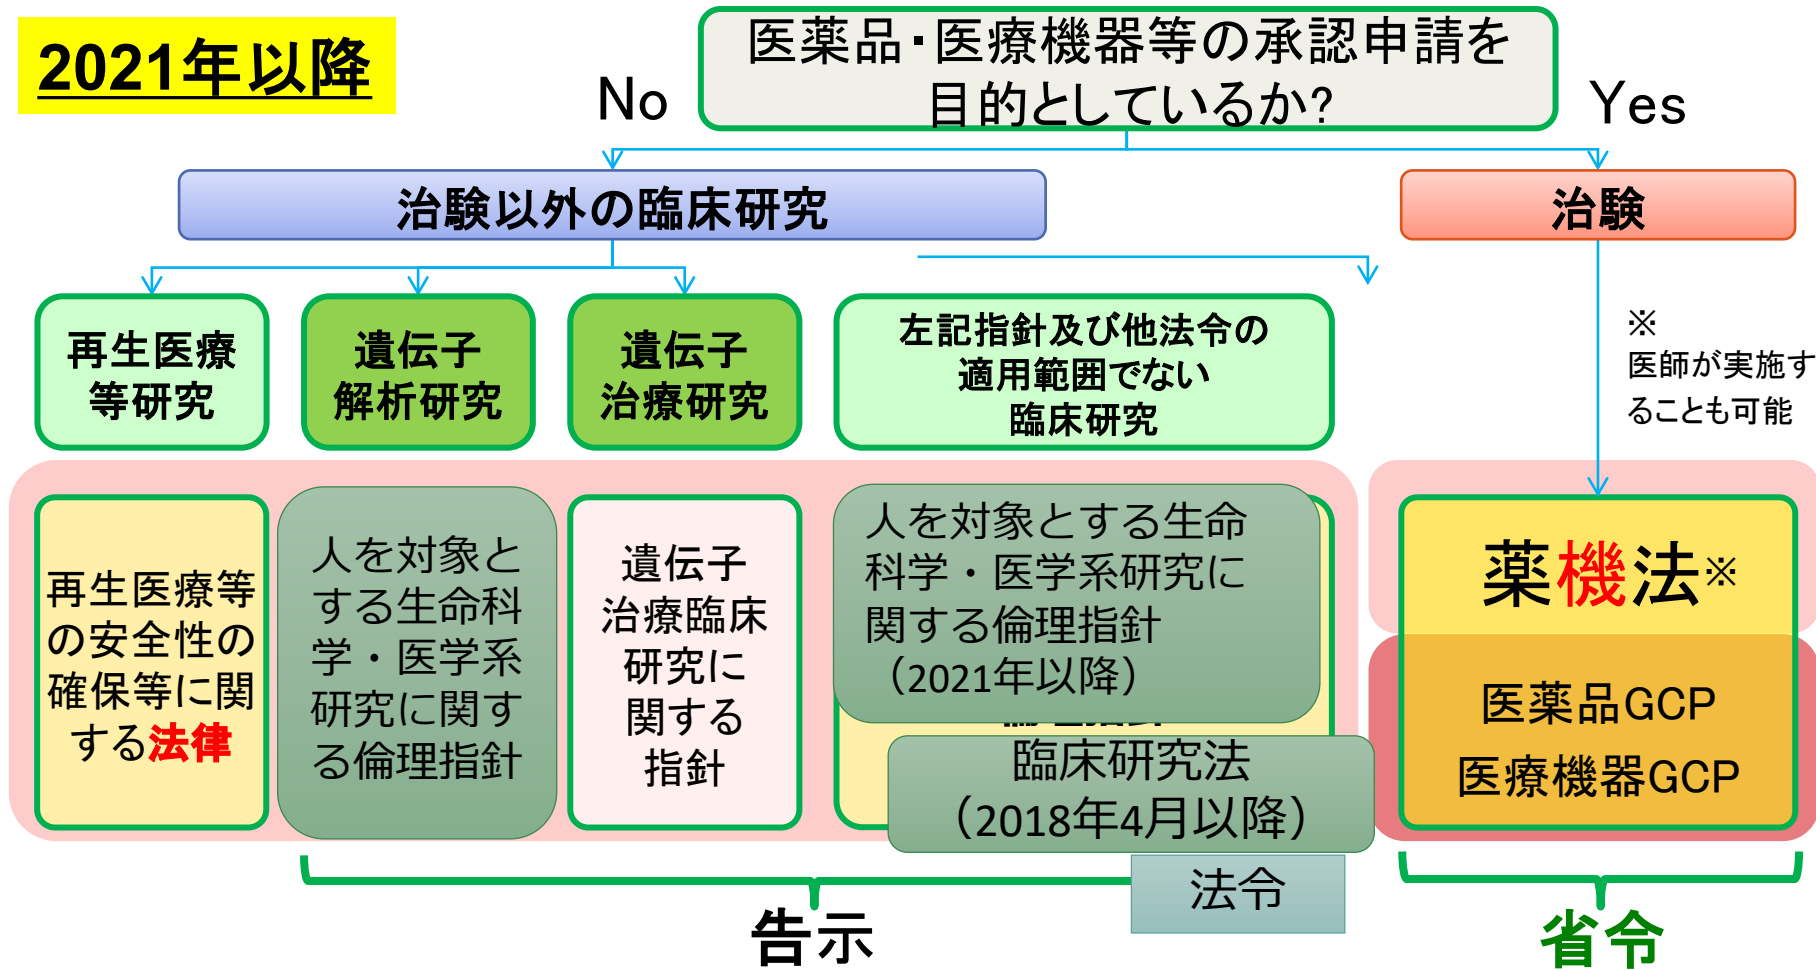 2021年以降
医薬品・医療機器等の承認申請を
目的としているか?
No
Yes
治験以外の臨床研究
治験
再生医療
等研究
遺伝子
解析研究
遺伝子
治療研究
左記指針及び他法令の
適用範囲でない
臨床研究
※
医師が実施す
ることも可能
再生医療等
の安全性の
確保等に関
する法律
人を対象と
する生命科
学・医学系
研究に関す
る倫理指針
遺伝子
治療臨床
研究に
関する
指針
人を対象とする生命
科学・医学系研究に
関する倫理指針
（2021年以降）
臨床研究法
（2018年4月以降）
薬機法※
医薬品GCP
医療機器GCP
法令
告示
省令